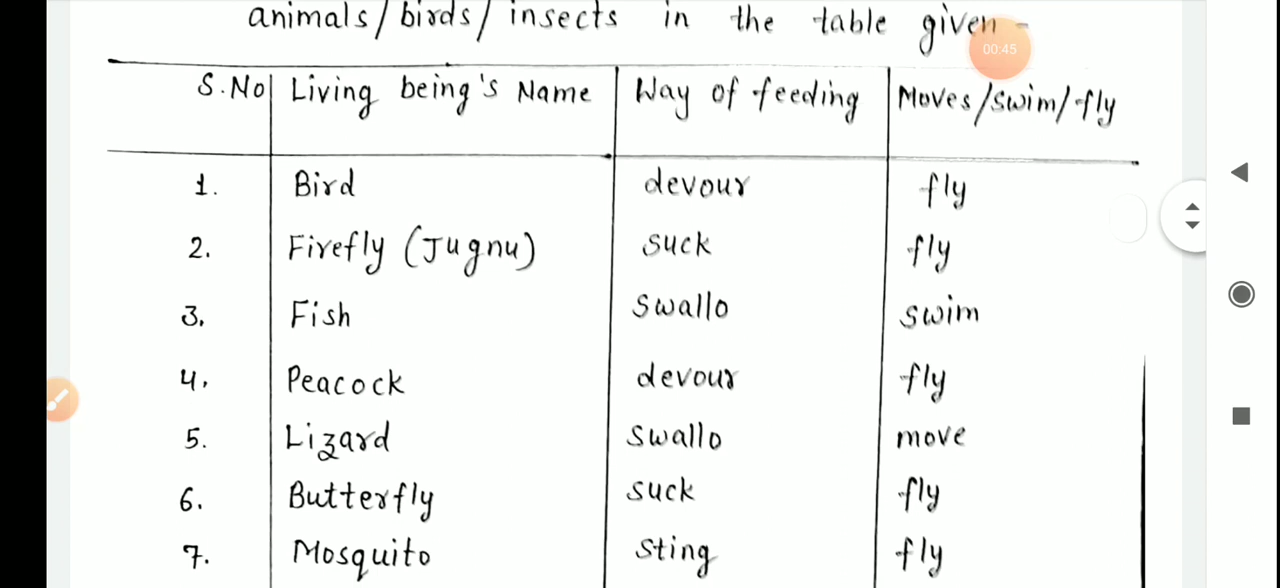 animals/birds/insects in the table given -
00:45
S.No Living being's Name Way of feeding Moves/swim/fly
1. Bird devour fly
2. Firefly (Jugnu) suck fly
3. Fish swallo swim
4. Peacock devour fly
5. Lizard swallo move
6. Butterfly suck fly
7. Mosquito sting fly